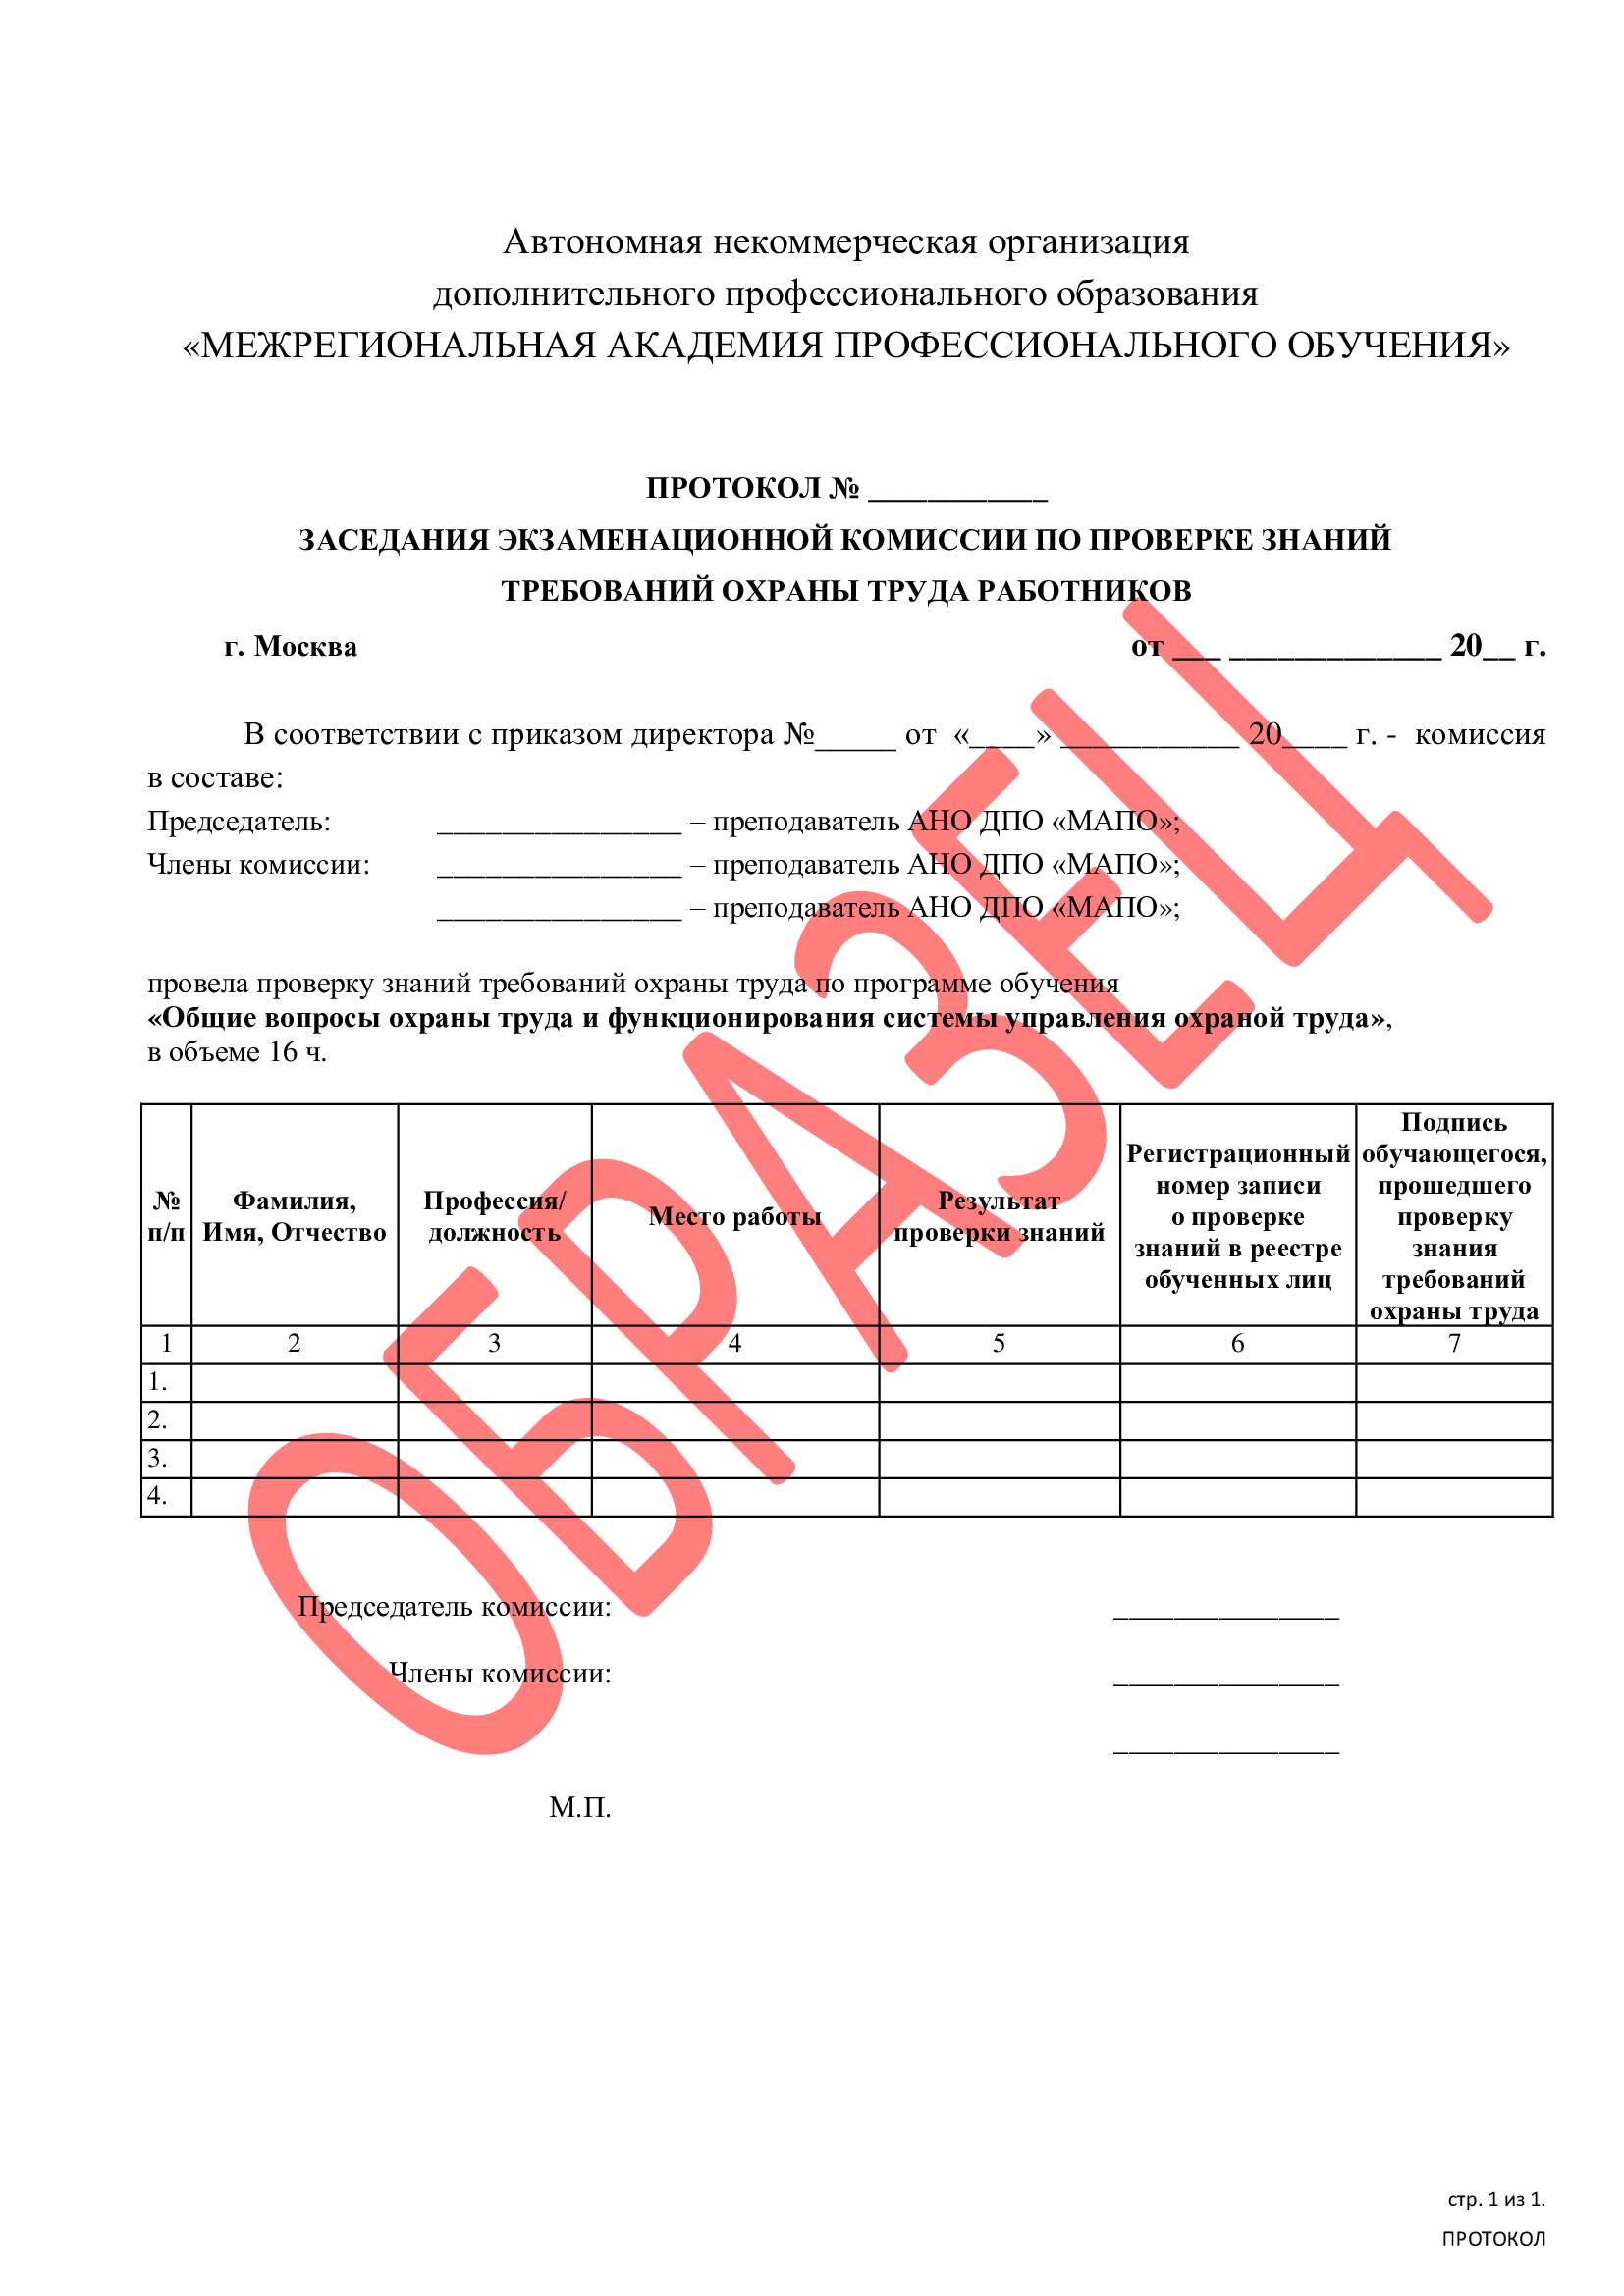 Автономная некоммерческая организация
дополнительного профессионального образования
«МЕЖРЕГИОНАЛЬНАЯ АКАДЕМИЯ ПРОФЕССИОНАЛЬНОГО ОБУЧЕНИЯ»
ПРОТОКОЛ № ____________
ЗАСЕДАНИЯ ЭКЗАМЕНАЦИОННОЙ КОМИССИИ ПО ПРОВЕРКЕ ЗНАНИЙ
ТРЕБОВАНИЙ ОХРАНЫ ТРУДА РАБОТНИКОВ
г. Москва от ___ _____________ 20__ г.
В соответствии с приказом директора №_____ от «____» ___________ 20____ г. - комиссия
в составе:
Председатель: _______________ – преподаватель АНО ДПО «МАПО»;
Члены комиссии: _______________ – преподаватель АНО ДПО «МАПО»;
_______________ – преподаватель АНО ДПО «МАПО»;
провела проверку знаний требований охраны труда по программе обучения
«Общие вопросы охраны труда и функционирования системы управления охраной труда»,
в объеме 16 ч.
№
п/п
Фамилия,
Имя, Отчество
Профессия/
должность
Место работы
Результат
проверки знаний
Регистрационный
номер записи
о проверке
знаний в реестре
обученных лиц
Подпись
обучающегося,
прошедшего
проверку
знания
требований
охраны труда
1 2 3 4 5 6 7
1.
2.
3.
4.
Председатель комиссии: _______________
Члены комиссии: _______________
_______________
М.П.
ОБРАЗЕЦ
стр. 1 из 1.
ПРОТОКОЛ